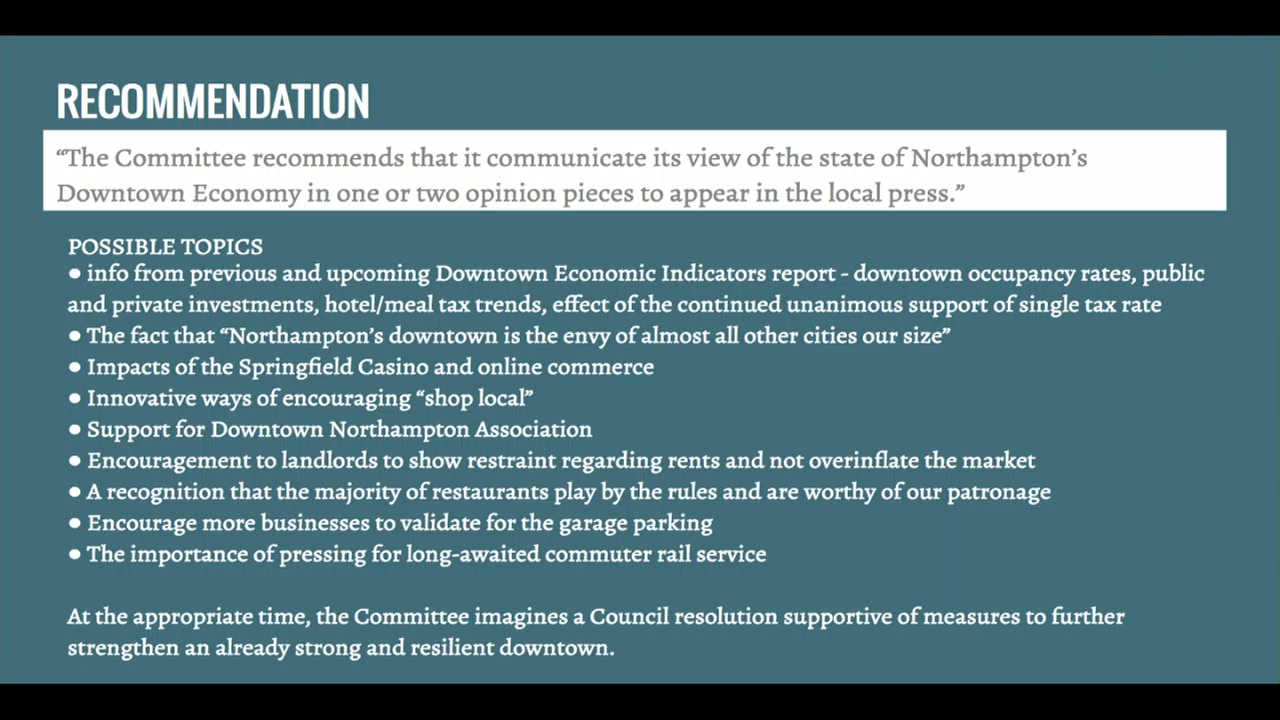 RECOMMENDATION
“The Committee recommends that it communicate its view of the state of Northampton’s
Downtown Economy in one or two opinion pieces to appear in the local press.”
POSSIBLE TOPICS
● info from previous and upcoming Downtown Economic Indicators report - downtown occupancy rates, public
and private investments, hotel/meal tax trends, effect of the continued unanimous support of single tax rate
● The fact that “Northampton’s downtown is the envy of almost all other cities our size”
● Impacts of the Springfield Casino and online commerce
● Innovative ways of encouraging “shop local”
● Support for Downtown Northampton Association
● Encouragement to landlords to show restraint regarding rents and not overinflate the market
● A recognition that the majority of restaurants play by the rules and are worthy of our patronage
● Encourage more businesses to validate for the garage parking
● The importance of pressing for long-awaited commuter rail service
At the appropriate time, the Committee imagines a Council resolution supportive of measures to further
strengthen an already strong and resilient downtown.